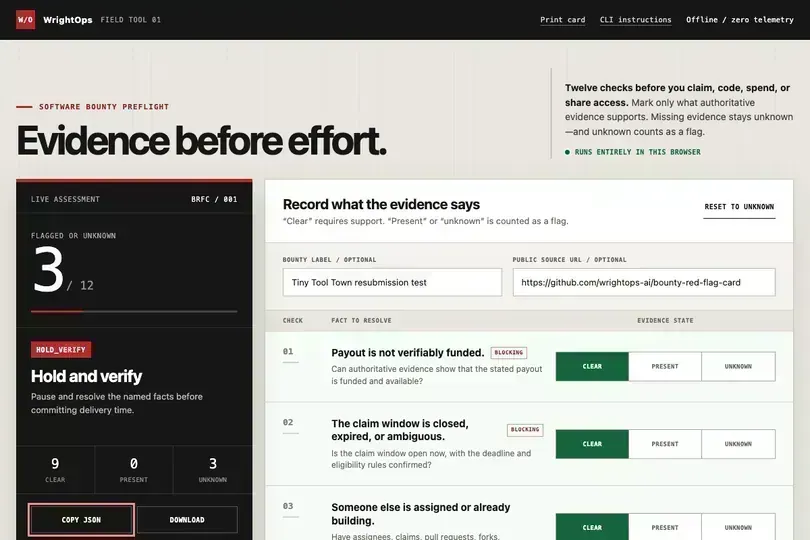 W/O WrightOps FIELD TOOL 01 Print card CLI instructions Offline / zero telemetry
SOFTWARE BOUNTY PREFLIGHT
Evidence before effort.
Twelve checks before you claim, code, spend, or
share access. Mark only what authoritative
evidence supports. Missing evidence stays unknown
—and unknown counts as a flag.
RUNS ENTIRELY IN THIS BROWSER
LIVE ASSESSMENT BRFC / 001
FLAGGED OR UNKNOWN
3 / 12
HOLD_VERIFY
Hold and verify
Pause and resolve the named facts before
committing delivery time.
9 0 3
CLEAR PRESENT UNKNOWN
COPY JSON DOWNLOAD
Record what the evidence says
“Clear” requires support. “Present” or “unknown” is counted as a flag.
RESET TO UNKNOWN
BOUNTY LABEL / OPTIONAL PUBLIC SOURCE URL / OPTIONAL
Tiny Tool Town resubmission test https://github.com/wrightops-ai/bounty-red-flag-card
CHECK FACT TO RESOLVE EVIDENCE STATE
01 Payout is not verifiably funded. BLOCKING
Can authoritative evidence show that the stated payout
is funded and available?
CLEAR PRESENT UNKNOWN
02 The claim window is closed,
expired, or ambiguous. BLOCKING
Is the claim window open now, with the deadline and
eligibility rules confirmed?
CLEAR PRESENT UNKNOWN
03 Someone else is assigned or already
building.
Have assignees, claims, pull requests, forks,
CLEAR PRESENT UNKNOWN